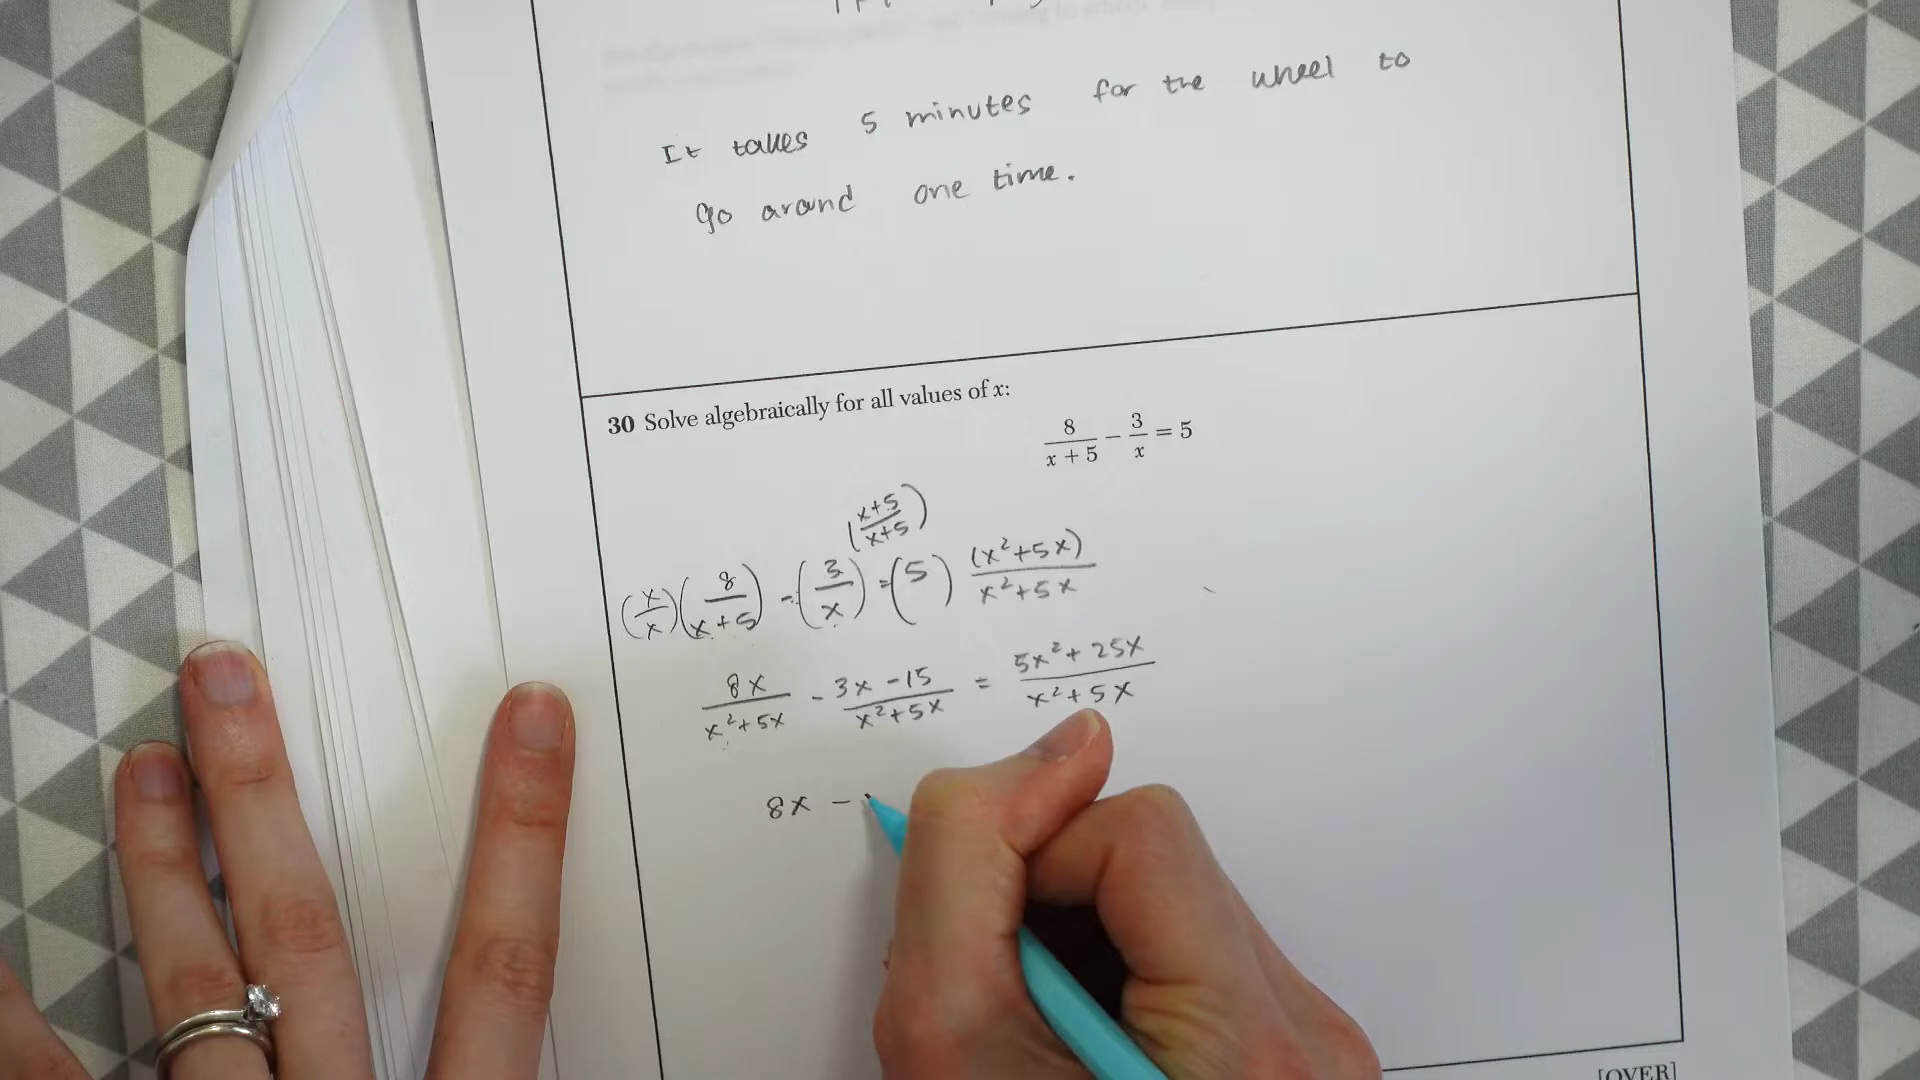 It takes 5 minutes for the wheel to
go around one time.
30 Solve algebraically for all values of x:
8/(x + 5) − 3/x = 5
((x+5)/(x+5))
(x/x)(8/(x+5)) - (3/x) = (5) (x²+5x)/(x²+5x)
8x/(x²+5x) - (3x -15)/(x²+5x) = (5x²+25x)/(x²+5x)
8x -
[OVER]